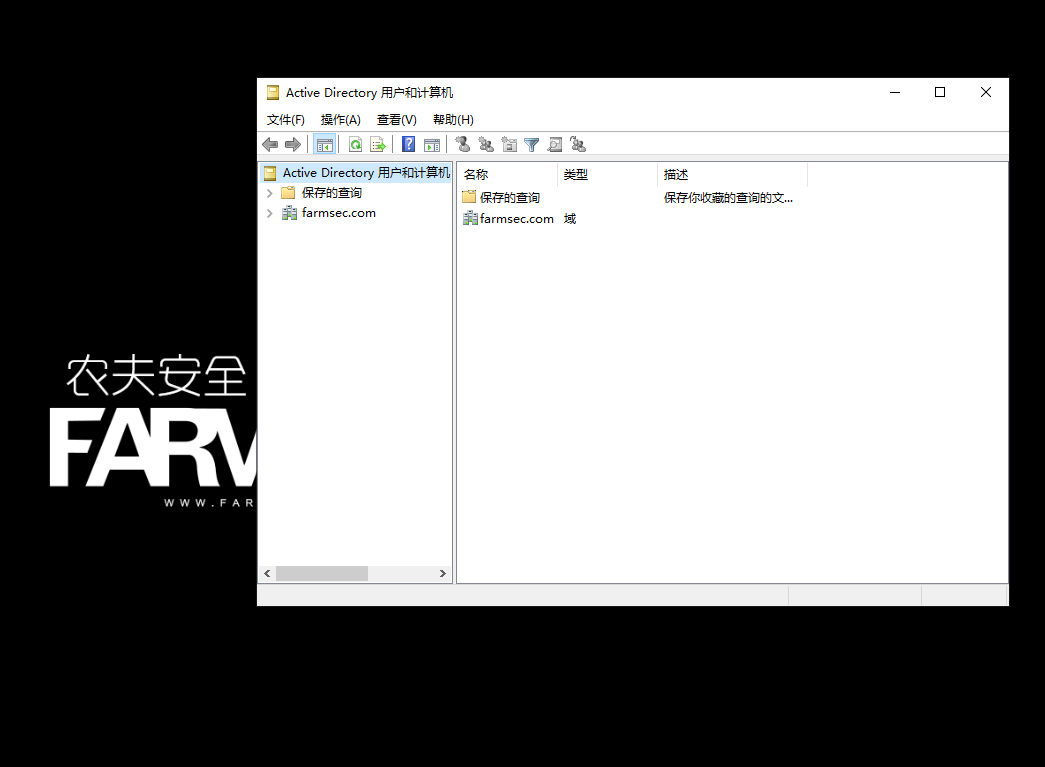 Active Directory 用户和计算机
文件(F) 操作(A) 查看(V) 帮助(H)
Active Directory 用户和计算机
保存的查询
farmsec.com
名称 类型 描述
保存的查询 保存你收藏的查询的文...
farmsec.com 域
农夫安全
WWW.FAR